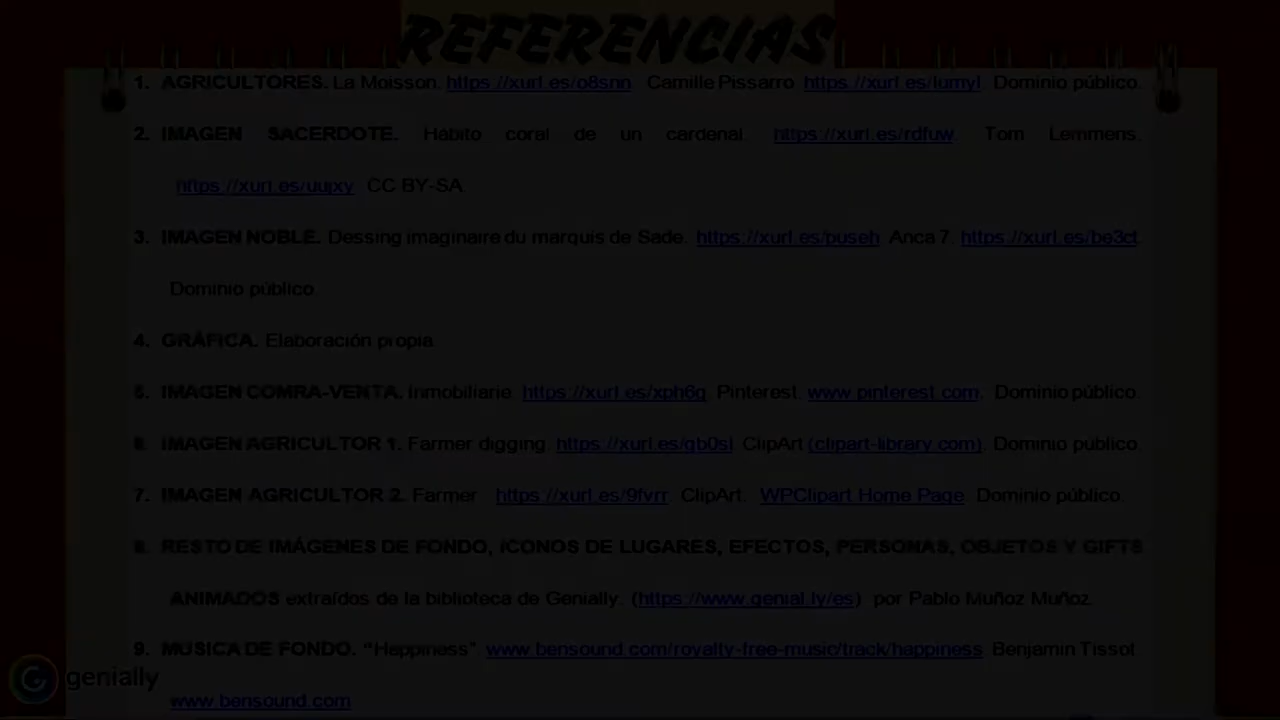 REFERENCIAS
1. AGRICULTORES. La Moisson. https://xurl.es/o8snn Camille Pissarro https://xurl.es/lumyl Dominio público.
2. IMAGEN SACERDOTE. Hábito coral de un cardenal. https://xurl.es/rdfuw. Tom Lemmens.
https://xurl.es/uujxy CC BY-SA.
3. IMAGEN NOBLE. Dessing imaginaire du marquis de Sade. https://xurl.es/puseh Anca 7. https://xurl.es/be3ct.
Dominio público.
4. GRÁFICA. Elaboración propia
5. IMAGEN COMRA-VENTA. Inmobiliarie. https://xurl.es/xph6g Pinterest. www.pinterest.com. Dominio público.
6. IMAGEN AGRICULTOR 1. Farmer digging. https://xurl.es/qb0sl ClipArt (clipart-library.com). Dominio público.
7. IMAGEN AGRICULTOR 2. Farmer https://xurl.es/9fvrr. ClipArt. WPClipart Home Page Dominio público.
8. RESTO DE IMÁGENES DE FONDO, ICONOS DE LUGARES, EFECTOS, PERSONAS, OBJETOS Y GIFTS
ANIMADOS extraídos de la biblioteca de Genially. (https://www.genial.ly/es) por Pablo Muñoz Muñoz.
9. MÚSICA DE FONDO. “Happiness”. www.bensound.com/royalty-free-music/track/happiness Benjamin Tissot.
genially
www.bensound.com